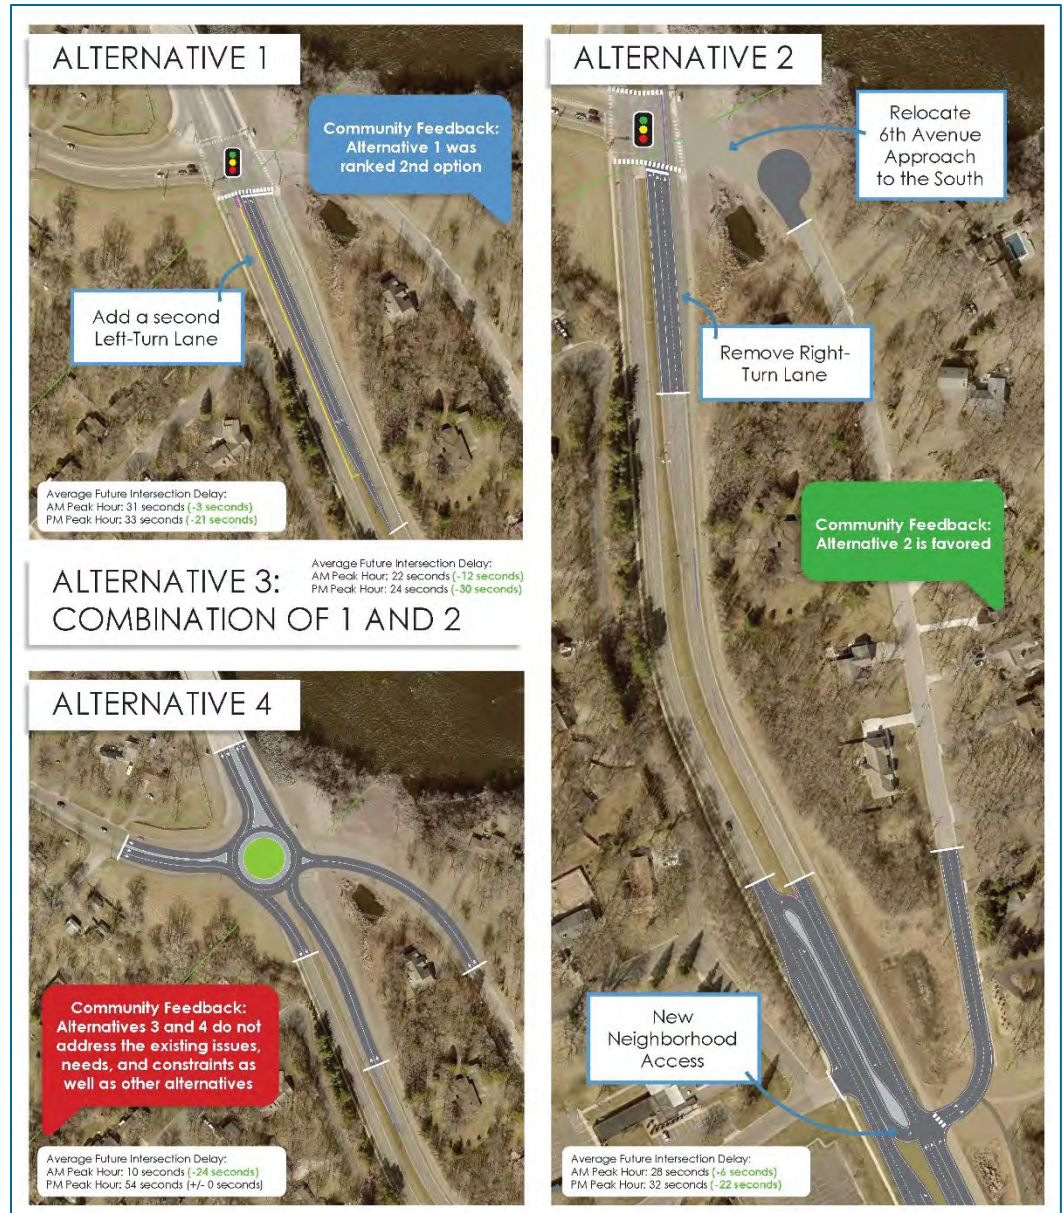 ALTERNATIVE 1
Community Feedback:
Alternative 1 was
ranked 2nd option
Add a second
Left-Turn Lane
Average Future Intersection Delay:
AM Peak Hour: 31 seconds (-3 seconds)
PM Peak Hour: 33 seconds (-21 seconds)
ALTERNATIVE 3:
COMBINATION OF 1 AND 2
Average Future Intersection Delay:
AM Peak Hour: 22 seconds (-12 seconds)
PM Peak Hour: 24 seconds (-30 seconds)
ALTERNATIVE 4
Community Feedback:
Alternatives 3 and 4 do not
address the existing issues,
needs, and constraints as
well as other alternatives
Average Future Intersection Delay:
AM Peak Hour: 10 seconds (-24 seconds)
PM Peak Hour: 54 seconds (+/- 0 seconds)
ALTERNATIVE 2
Relocate
6th Avenue
Approach
to the South
Remove Right-
Turn Lane
Community Feedback:
Alternative 2 is favored
New
Neighborhood
Access
Average Future Intersection Delay:
AM Peak Hour: 28 seconds (-6 seconds)
PM Peak Hour: 32 seconds (-22 seconds)